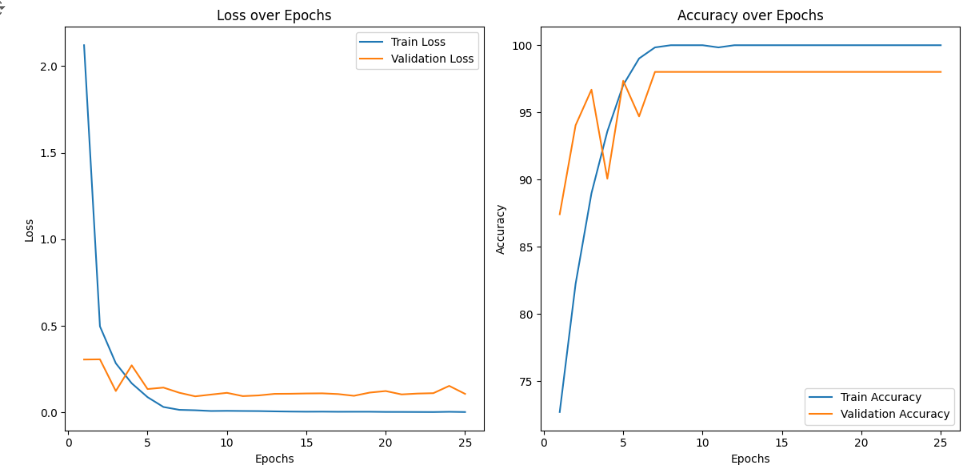 Loss over Epochs
Train Loss
Validation Loss
2.0
1.5
1.0
0.5
0.0
Loss
0 5 10 15 20 25
Epochs
Accuracy over Epochs
100
95
90
85
80
75
Accuracy
Train Accuracy
Validation Accuracy
0 5 10 15 20 25
Epochs